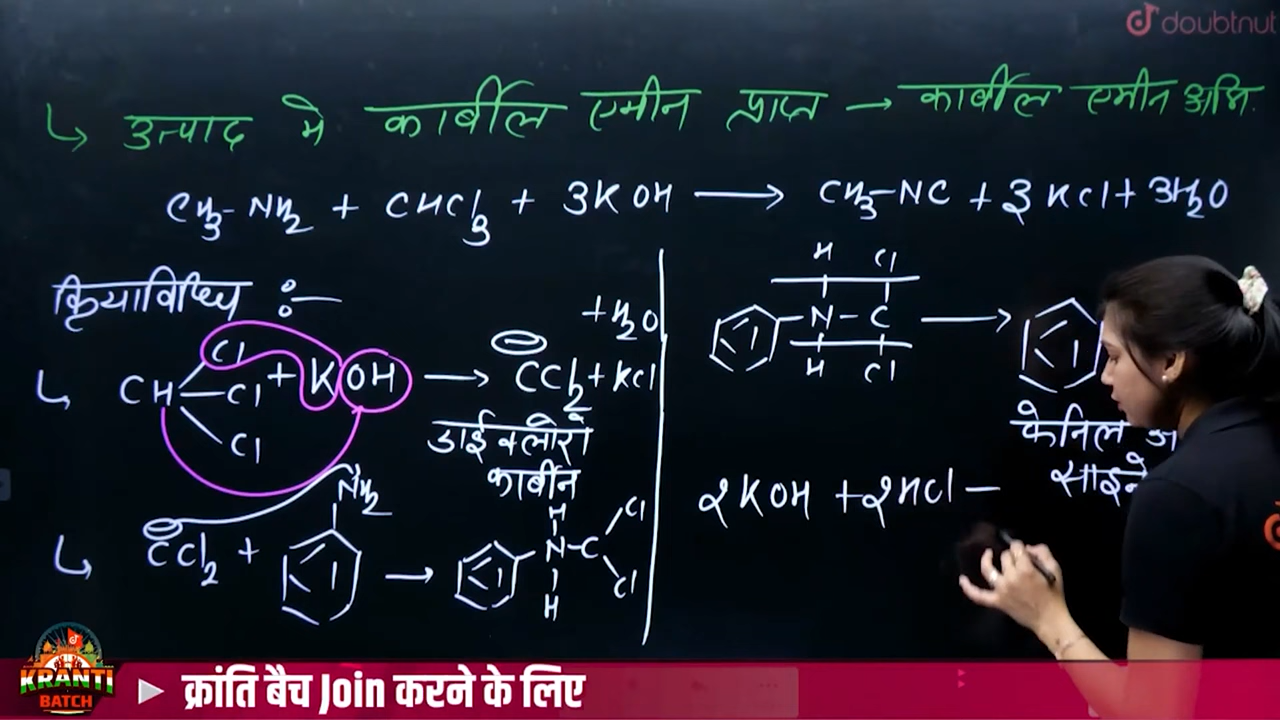 doubtnut
↳ उत्पाद मे कार्बील एमीन प्राप्त → कार्बील एमीन अभि.
CH₃-NH₂ + CHCl₃ + 3KOH ⟶ CH₃-NC + 3KCl + 3H₂O
क्रियाविधि :—
↳ CH Cl Cl Cl + KOH ⟶ CCl₂ + KCl + H₂O
डाईक्लोरो
कार्बीन
↳ CCl₂ + NH₂ ⟶ H N-C H Cl Cl
H Cl
N - C ⟶
H Cl
फेनिल
2KOH + 2HCl —
KRANTI
BATCH
क्रांति बैच Join करने के लिए